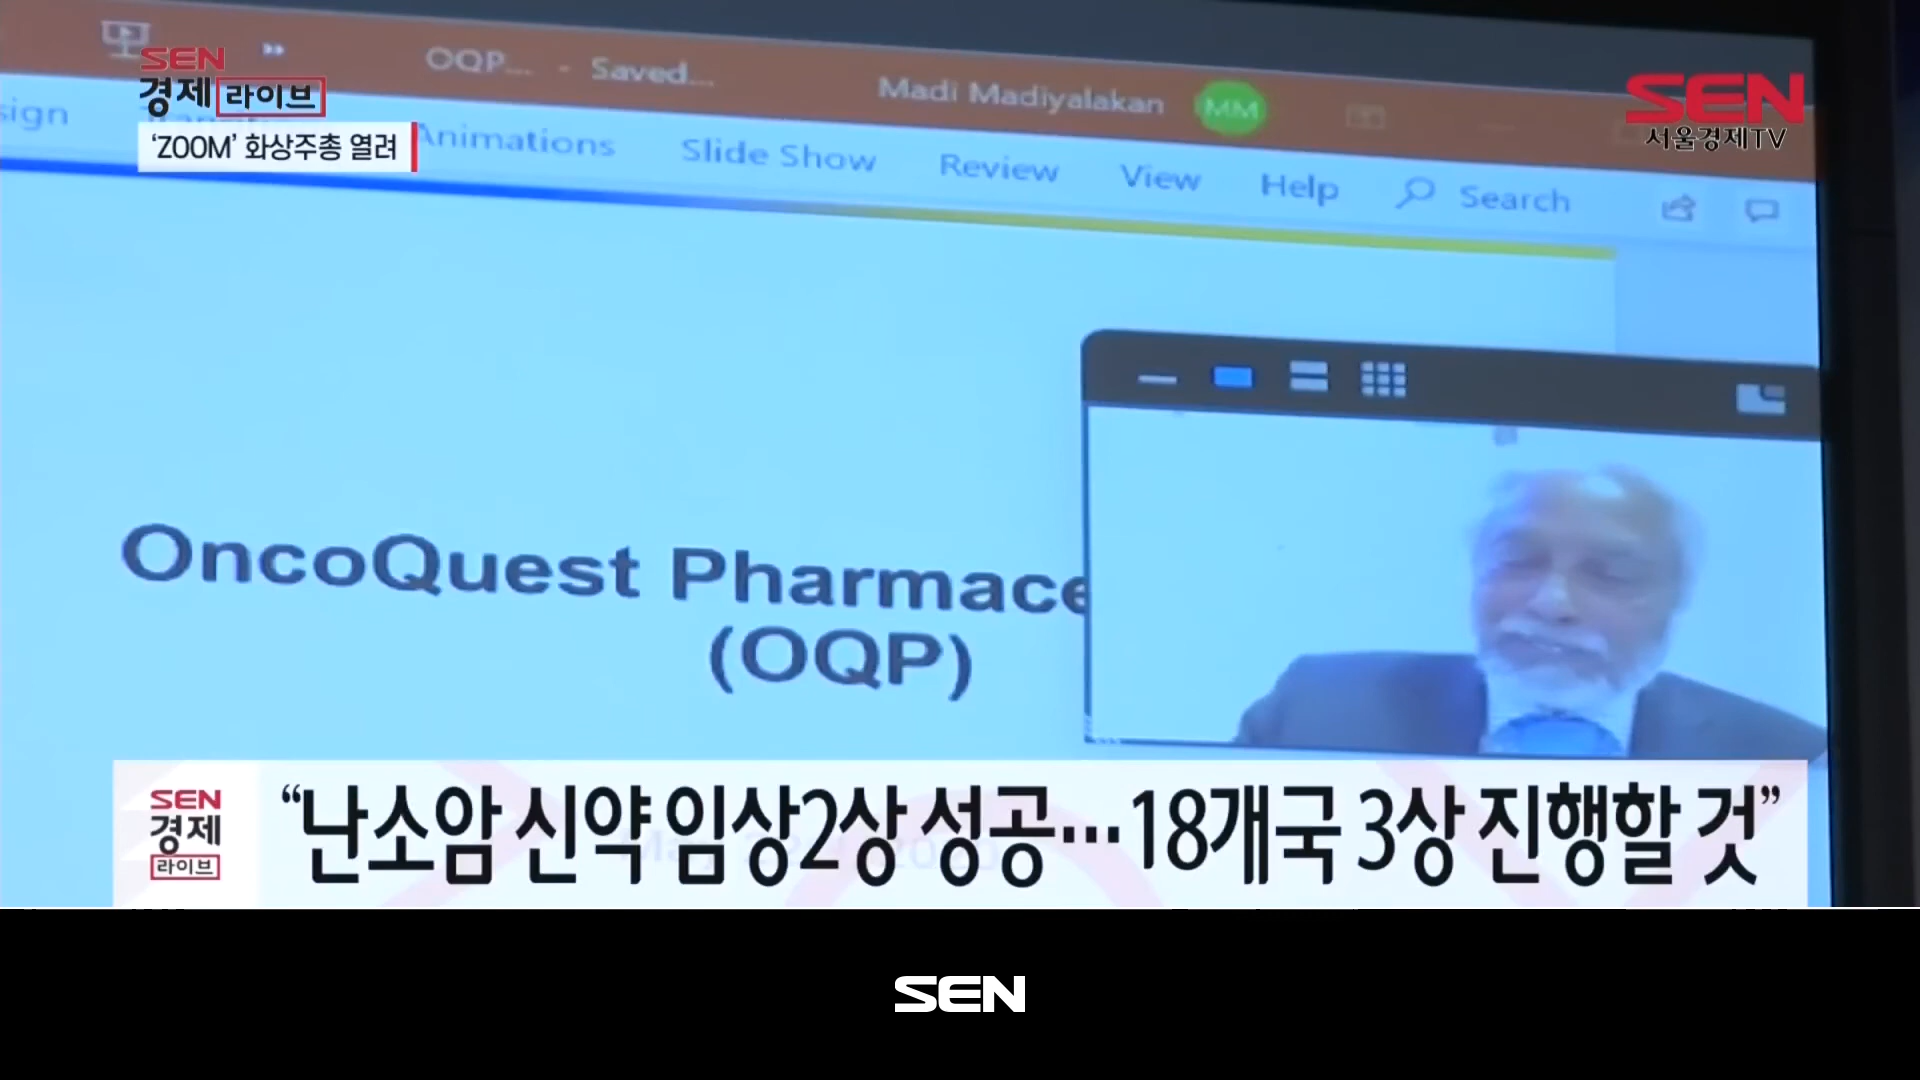 OQP... - Saved...
Madi Madiyalakan
MM
SEN
경제라이브
'ZOOM' 화상주총 열려
SEN
서울경제TV
Animations
Slide Show
Review
View
Help
Search
OncoQuest Pharmace
(OQP)
SEN
경제
라이브
“난소암 신약 임상2상 성공…18개국 3상 진행할 것”
SEN